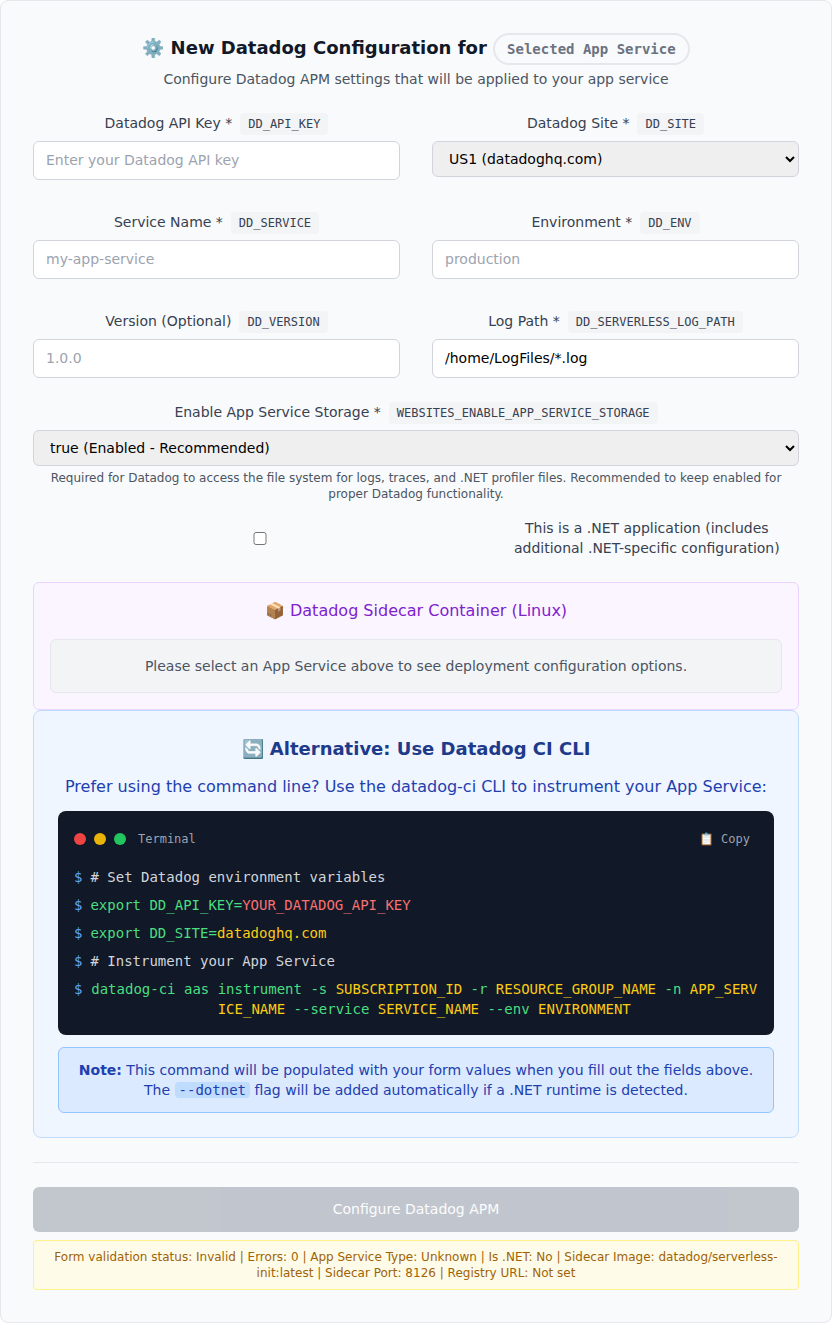 ⚙️ New Datadog Configuration for Selected App Service
Configure Datadog APM settings that will be applied to your app service
Datadog API Key * DD_API_KEY
Enter your Datadog API key
Datadog Site * DD_SITE
US1 (datadoghq.com)
Service Name * DD_SERVICE
my-app-service
Environment * DD_ENV
production
Version (Optional) DD_VERSION
1.0.0
Log Path * DD_SERVERLESS_LOG_PATH
/home/LogFiles/*.log
Enable App Service Storage * WEBSITES_ENABLE_APP_SERVICE_STORAGE
true (Enabled - Recommended)
Required for Datadog to access the file system for logs, traces, and .NET profiler files. Recommended to keep enabled for
proper Datadog functionality.
This is a .NET application (includes
additional .NET-specific configuration)
📦 Datadog Sidecar Container (Linux)
Please select an App Service above to see deployment configuration options.
🔄 Alternative: Use Datadog CI CLI
Prefer using the command line? Use the datadog-ci CLI to instrument your App Service:
Terminal
📋 Copy
$ # Set Datadog environment variables
$ export DD_API_KEY=YOUR_DATADOG_API_KEY
$ export DD_SITE=datadoghq.com
$ # Instrument your App Service
$ datadog-ci aas instrument -s SUBSCRIPTION_ID -r RESOURCE_GROUP_NAME -n APP_SERV
ICE_NAME --service SERVICE_NAME --env ENVIRONMENT
Note: This command will be populated with your form values when you fill out the fields above.
The --dotnet flag will be added automatically if a .NET runtime is detected.
Configure Datadog APM
Form validation status: Invalid | Errors: 0 | App Service Type: Unknown | Is .NET: No | Sidecar Image: datadog/serverless-
init:latest | Sidecar Port: 8126 | Registry URL: Not set